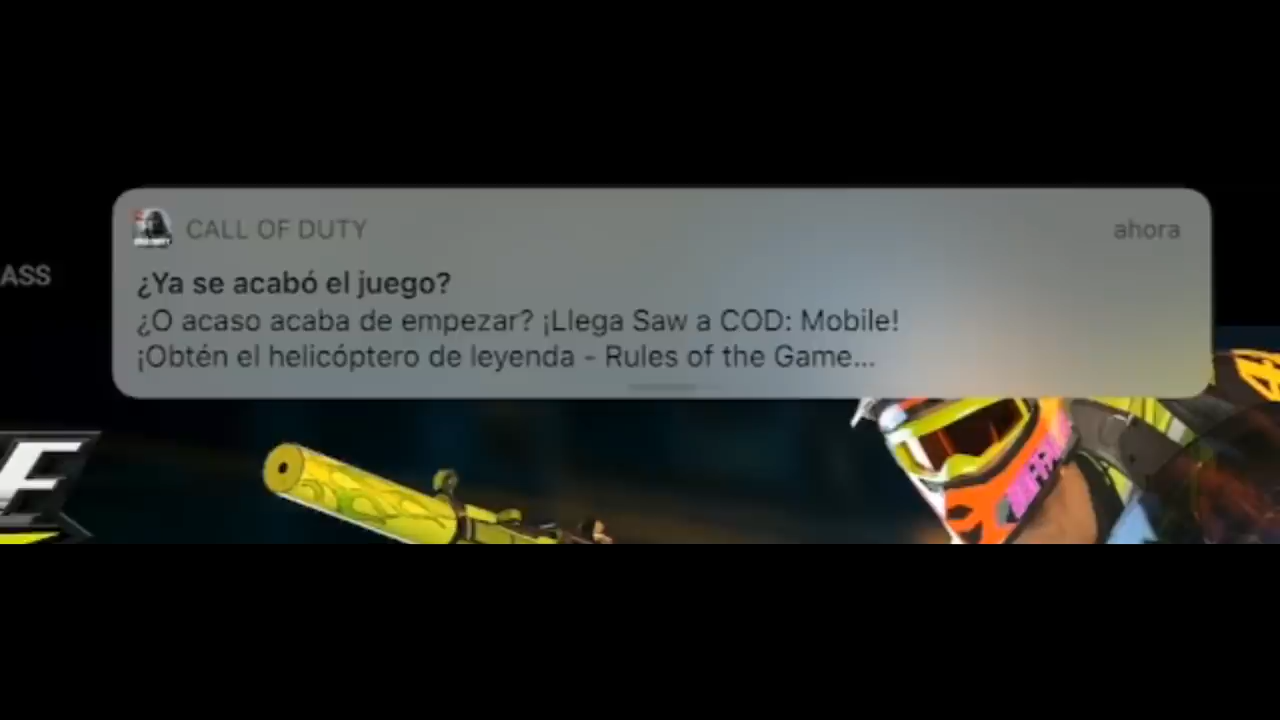 CALL OF DUTY
ahora
ASS
¿Ya se acabó el juego?
¿O acaso acaba de empezar? ¡Llega Saw a COD: Mobile!
¡Obtén el helicóptero de leyenda - Rules of the Game...
E